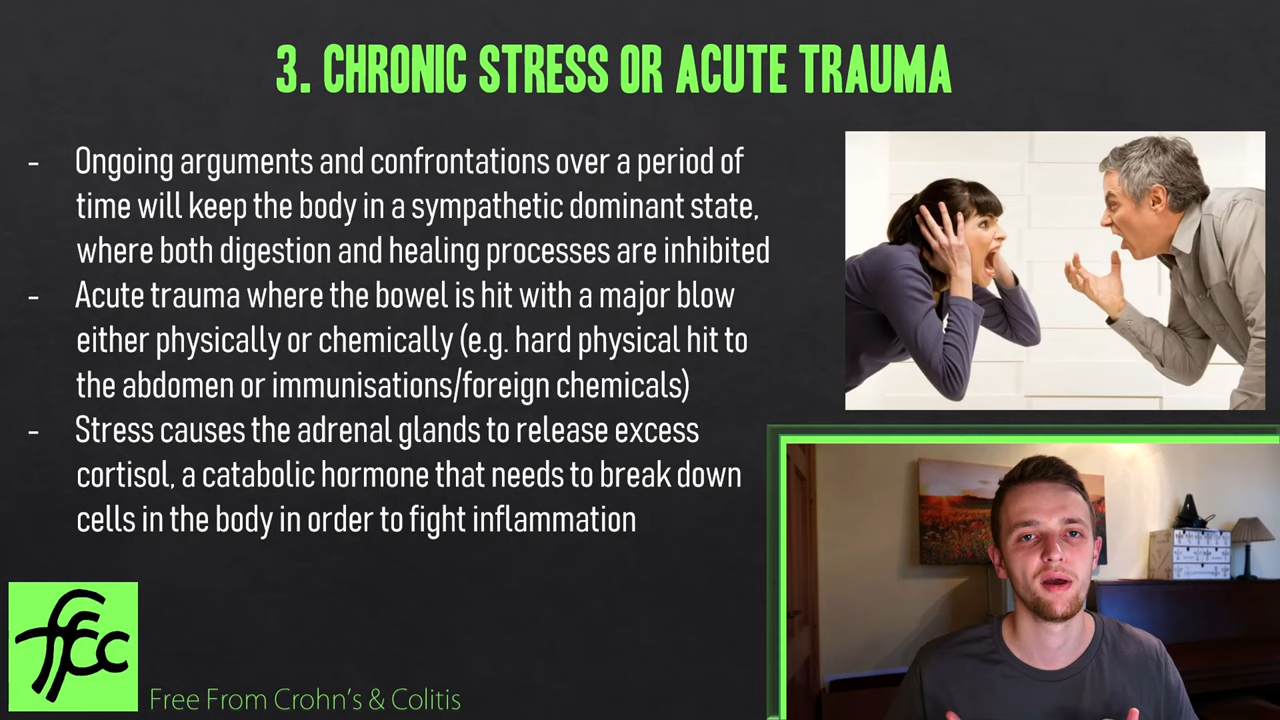 3. CHRONIC STRESS OR ACUTE TRAUMA
- Ongoing arguments and confrontations over a period of
time will keep the body in a sympathetic dominant state,
where both digestion and healing processes are inhibited
- Acute trauma where the bowel is hit with a major blow
either physically or chemically (e.g. hard physical hit to
the abdomen or immunisations/foreign chemicals)
- Stress causes the adrenal glands to release excess
cortisol, a catabolic hormone that needs to break down
cells in the body in order to fight inflammation
ffcc
Free From Crohn's & Colitis